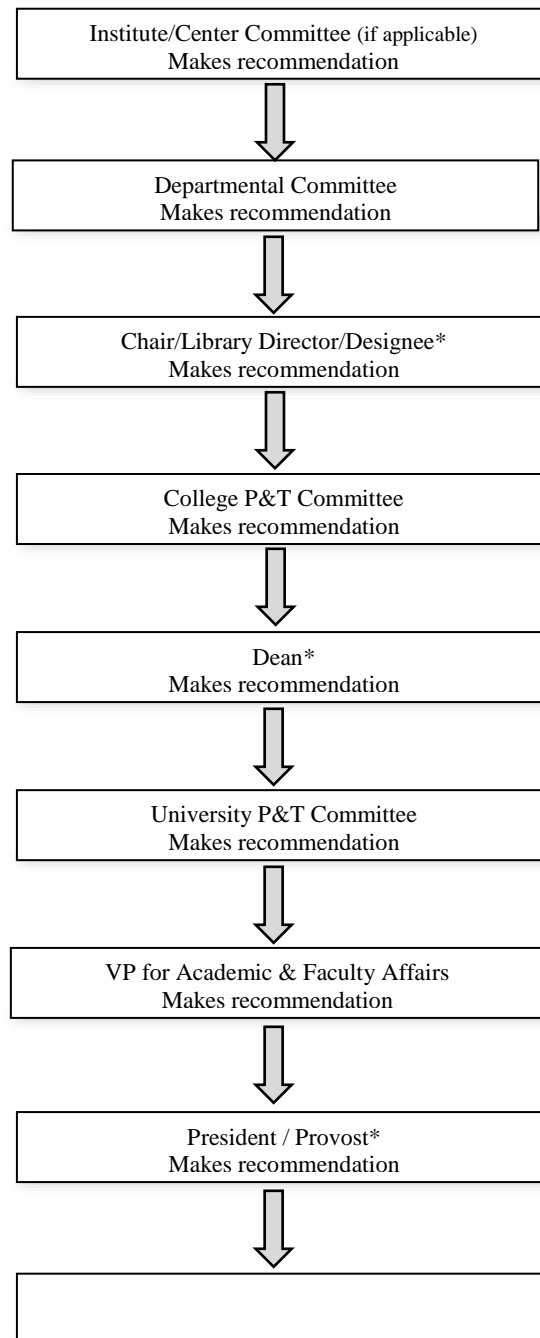 Institute/Center Committee (if applicable)
Makes recommendation
Departmental Committee
Makes recommendation
Chair/Library Director/Designee*
Makes recommendation
College P&T Committee
Makes recommendation
Dean*
Makes recommendation
University P&T Committee
Makes recommendation
VP for Academic & Faculty Affairs
Makes recommendation
President / Provost*
Makes recommendation